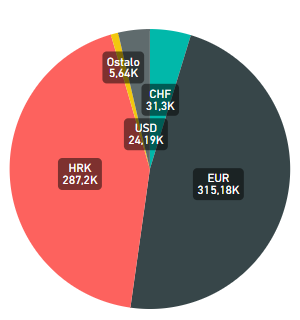 Ostalo
5,64K
CHF
31,3K
USD
24,19K
HRK
287,2K
EUR
315,18K